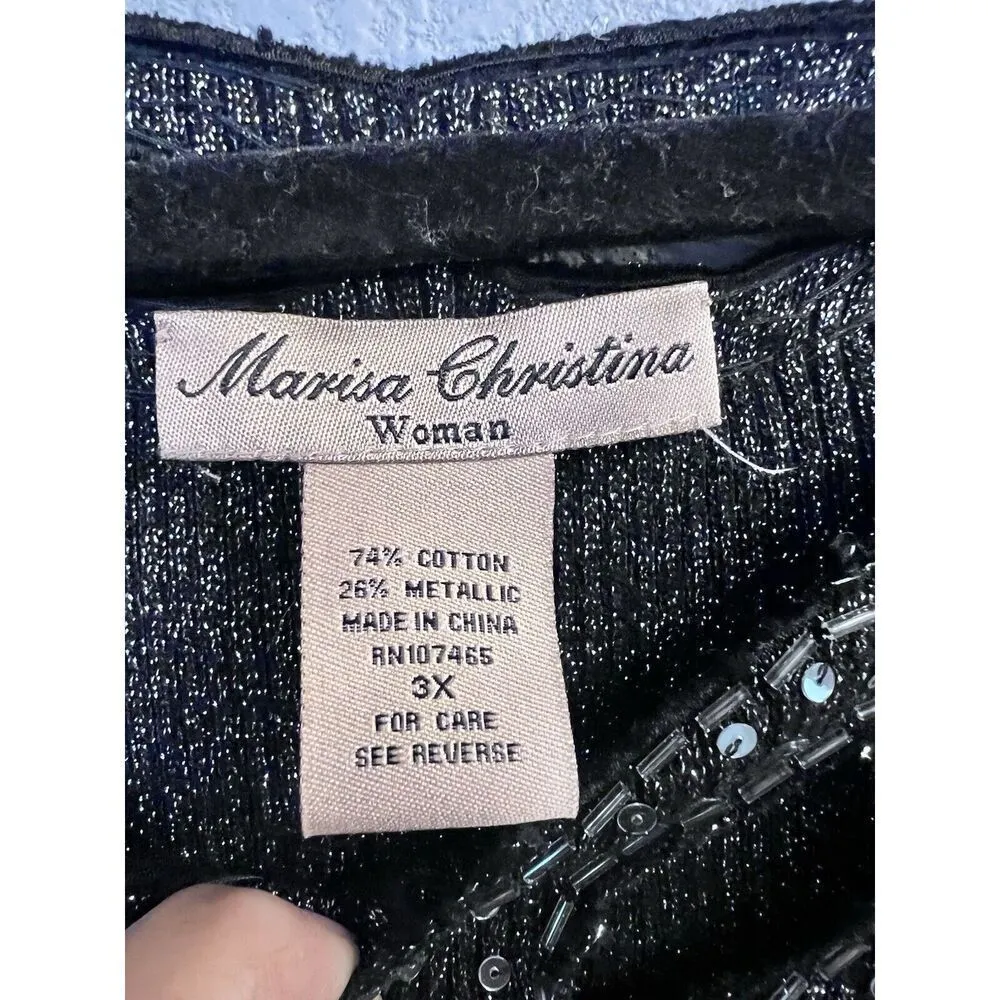 Marisa Christina
Woman
74% COTTON
26% METALLIC
MADE IN CHINA
RN107465
3X
FOR CARE
SEE REVERSE